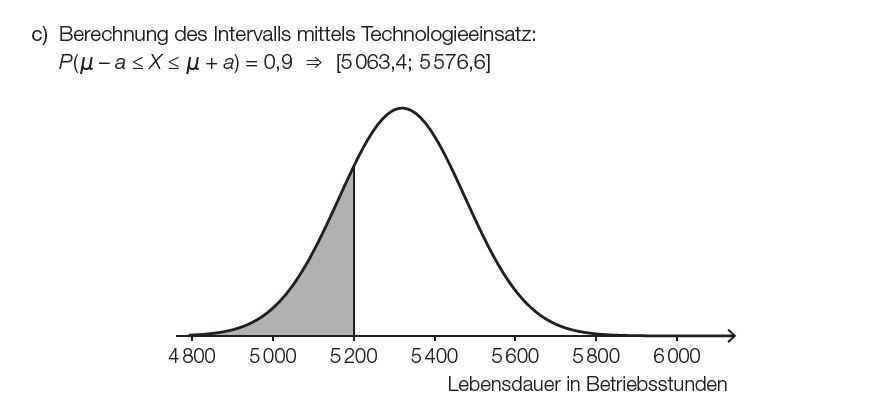 c) Berechnung des Intervalls mittels Technologieeinsatz:
P(μ – a ≤ X ≤ μ + a) = 0,9 ⇒ [5 063,4; 5 576,6]
4 800 5 000 5 200 5 400 5 600 5 800 6 000
Lebensdauer in Betriebsstunden